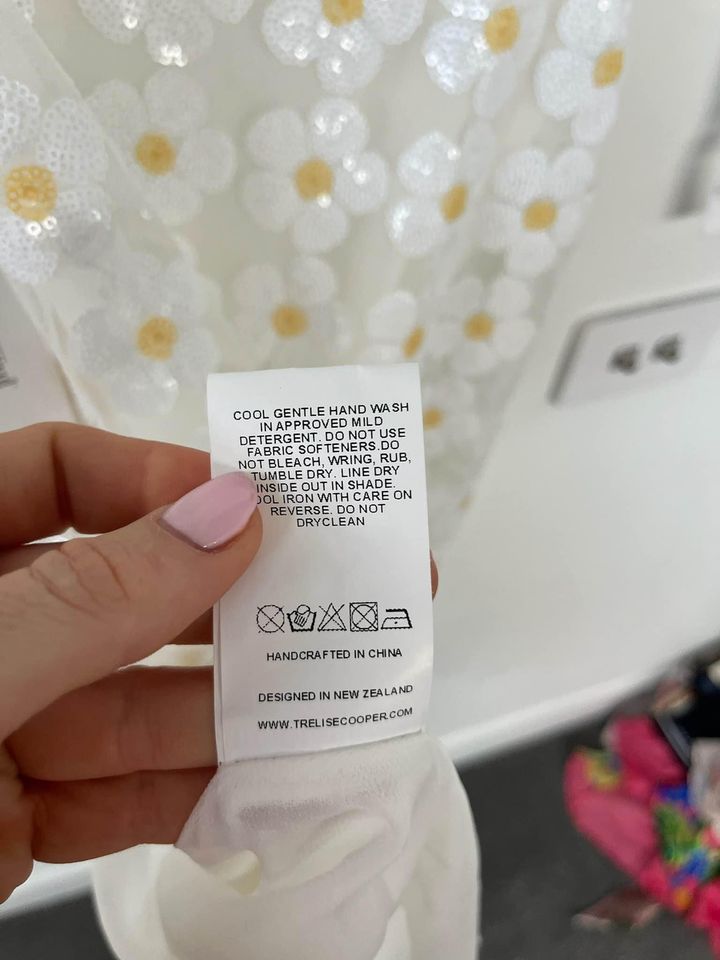 COOL GENTLE HAND WASH
IN APPROVED MILD
DETERGENT. DO NOT USE
FABRIC SOFTENERS.DO
NOT BLEACH, WRING, RUB,
TUMBLE DRY. LINE DRY
INSIDE OUT IN SHADE.
OOL IRON WITH CARE ON
REVERSE. DO NOT
DRYCLEAN
HANDCRAFTED IN CHINA
DESIGNED IN NEW ZEALAND
WWW.TRELISECOOPER.COM